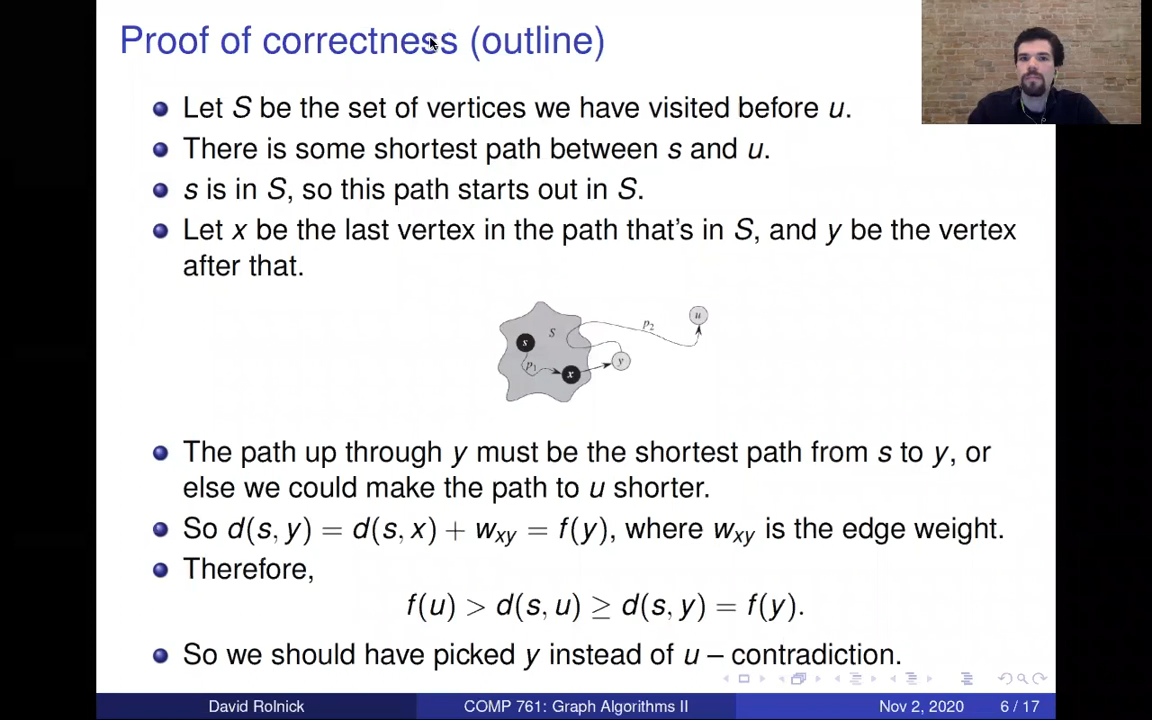 Proof of correctness (outline)
Let S be the set of vertices we have visited before u.
There is some shortest path between s and u.
s is in S, so this path starts out in S.
Let x be the last vertex in the path that's in S, and y be the vertex
after that.
S
s
p1
x
y
p2
u
The path up through y must be the shortest path from s to y, or
else we could make the path to u shorter.
So d(s, y) = d(s, x) + wxy = f(y), where wxy is the edge weight.
Therefore,
f(u) > d(s, u) ≥ d(s, y) = f(y).
So we should have picked y instead of u – contradiction.
David Rolnick COMP 761: Graph Algorithms II Nov 2, 2020 6 / 17